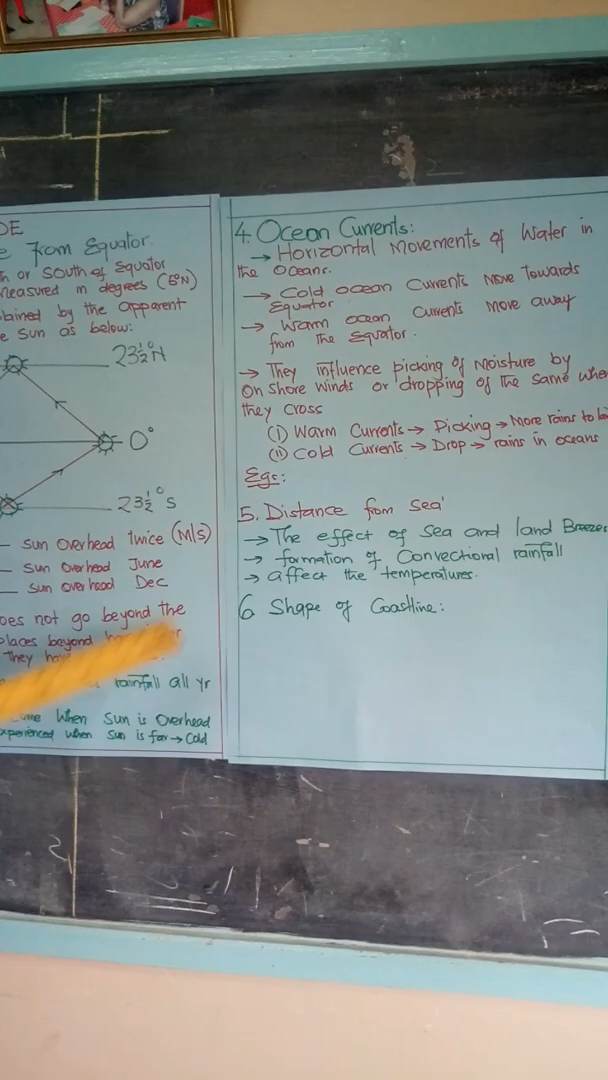 DE
e From Equator.
th or South of Equator
Measured in degrees (5°N)
plained by the apparent
e Sun as below:
23½°N
0°
23½°S
Sun overhead twice (M/S)
Sun overhead June
Sun overhead Dec
oes not go beyond the
places beyond
They hav
rainfall all yr
When Sun is Overhead
xperienced when Sun is far → Cold
4. Ocean Currents:
→ Horizontal Movements of Water in
the Oceans.
→ Cold ocean Currents Move Towards
Equator
→ Warm ocean Currents Move away
from the Equator.
→ They influence picking of Moisture by
On shore Winds or dropping of the Same when
they Cross
(i) Warm Currents → Picking → More rains to la
(ii) Cold Currents → Drop → rains in oceans
Egs:
5. Distance from Sea
→ The effect of Sea and land Breezes
→ formation of Convectional rainfall
→ affect the temperatures.
6 Shape of Coastline: